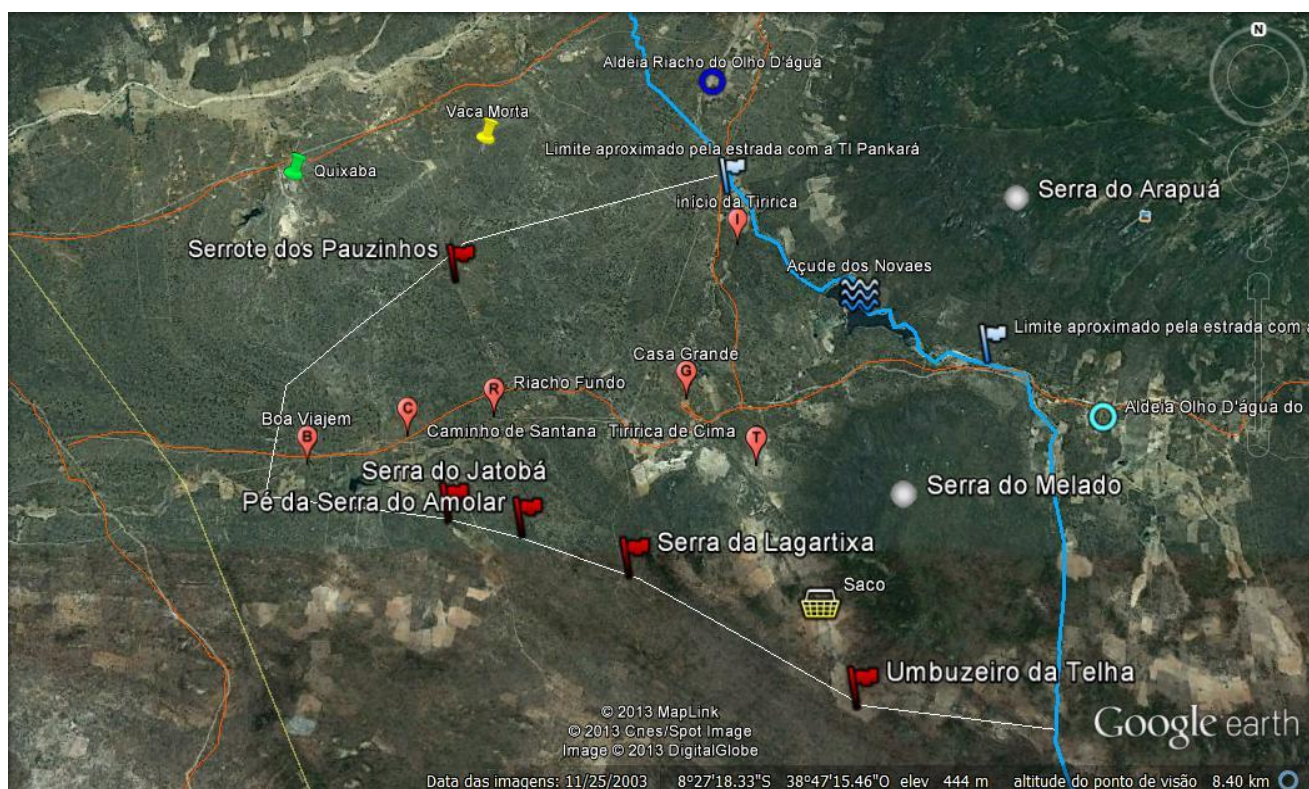 N
Aldeia Riacho do Olho D'água
Vaca Morta
Limite aproximado pela estrada com a TI Pankará
Quixaba
Serra do Arapuá
início da Tiririca
I
Serrote dos Pauzinhos
Açude dos Novaes
Limite aproximado pela estrada com a
Casa Grande
G
Riacho Fundo
R
C
Boa Viajem
B
Caminho de Santana
Tiririca de Cima
T
Aldeia Olho D'água do
Serra do Jatobá
Pé da Serra do Amolar
Serra do Melado
Serra da Lagartixa
Saco
Umbuzeiro da Telha
© 2013 MapLink
© 2013 Cnes/Spot Image
Image © 2013 DigitalGlobe
Google earth
Data das imagens: 11/25/2003 8°27'18.33"S 38°47'15.46"O elev 444 m altitude do ponto de visão 8.40 km